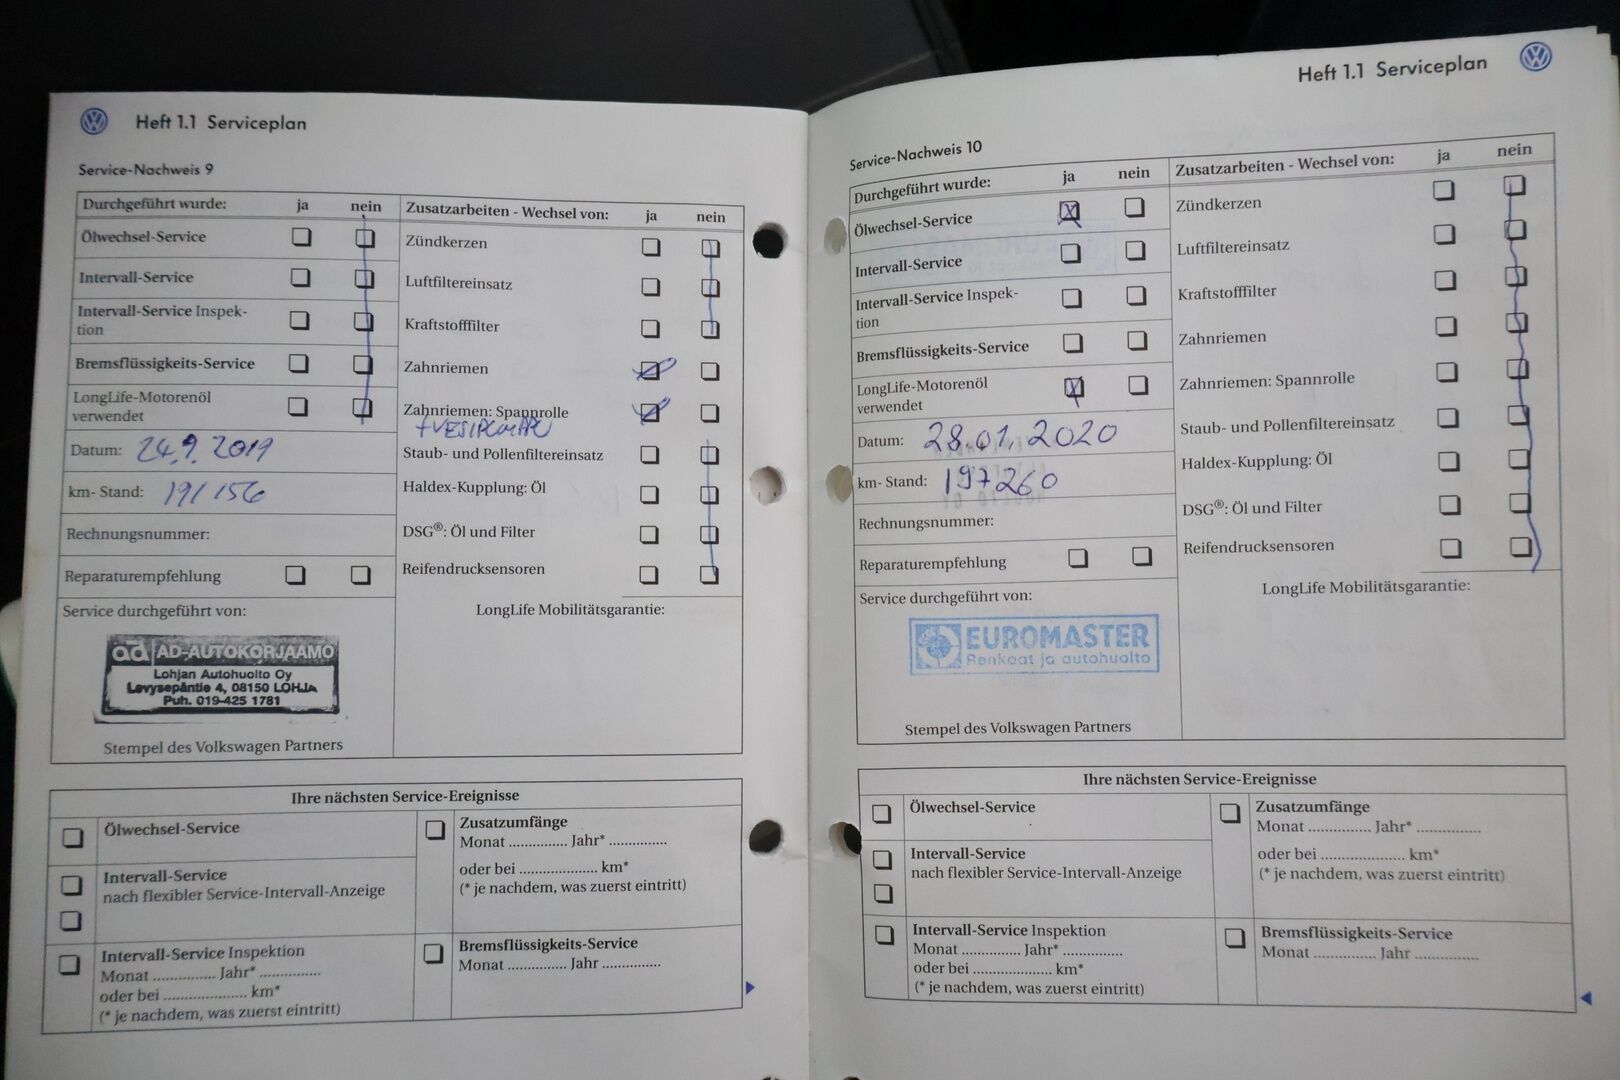 Heft 1.1 Serviceplan
Service-Nachweis 9
Durchgeführt wurde: ja nein
Ölwechsel-Service
Intervall-Service
Intervall-Service Inspek-
tion
Bremsflüssigkeits-Service
LongLife-Motorenöl
verwendet
Datum: 24.9.2019
km- Stand: 191156
Rechnungsnummer:
Reparaturempfehlung
Service durchgeführt von:
ad AD-AUTOKORJAAMO
Lohjan Autohuolto Oy
Levysepäntie 4, 08150 LOHJA
Puh. 019-425 1781
Stempel des Volkswagen Partners
Zusatzarbeiten - Wechsel von: ja nein
Zündkerzen
Luftfiltereinsatz
Kraftstofffilter
Zahnriemen
Zahnriemen: Spannrolle
+VESIPUMPPU
Staub- und Pollenfiltereinsatz
Haldex-Kupplung: Öl
DSG®: Öl und Filter
Reifendrucksensoren
LongLife Mobilitätsgarantie:
Ihre nächsten Service-Ereignisse
Ölwechsel-Service
Intervall-Service
nach flexibler Service-Intervall-Anzeige
Intervall-Service Inspektion
Monat ............... Jahr* ...............
oder bei ..................... km*
(* je nachdem, was zuerst eintritt)
Zusatzumfänge
Monat .............. Jahr* ..............
oder bei ................... km*
(* je nachdem, was zuerst eintritt)
Bremsflüssigkeits-Service
Monat .............. Jahr ..............
Heft 1.1 Serviceplan
Service-Nachweis 10
Durchgeführt wurde: ja nein
Ölwechsel-Service
Intervall-Service
Intervall-Service Inspek-
tion
Bremsflüssigkeits-Service
LongLife-Motorenöl
verwendet
Datum: 28.01.2020
km- Stand: 197260
Rechnungsnummer:
Reparaturempfehlung
Service durchgeführt von:
EUROMASTER
Renkaat ja autohuolto
Stempel des Volkswagen Partners
Zusatzarbeiten - Wechsel von: ja nein
Zündkerzen
Luftfiltereinsatz
Kraftstofffilter
Zahnriemen
Zahnriemen: Spannrolle
Staub- und Pollenfiltereinsatz
Haldex-Kupplung: Öl
DSG®: Öl und Filter
Reifendrucksensoren
LongLife Mobilitätsgarantie:
Ihre nächsten Service-Ereignisse
Ölwechsel-Service
Intervall-Service
nach flexibler Service-Intervall-Anzeige
Intervall-Service Inspektion
Monat .............. Jahr* ..............
oder bei ................... km*
(* je nachdem, was zuerst eintritt)
Zusatzumfänge
Monat .............. Jahr* ..............
oder bei .................... km*
(* je nachdem, was zuerst eintritt)
Bremsflüssigkeits-Service
Monat .............. Jahr ..............